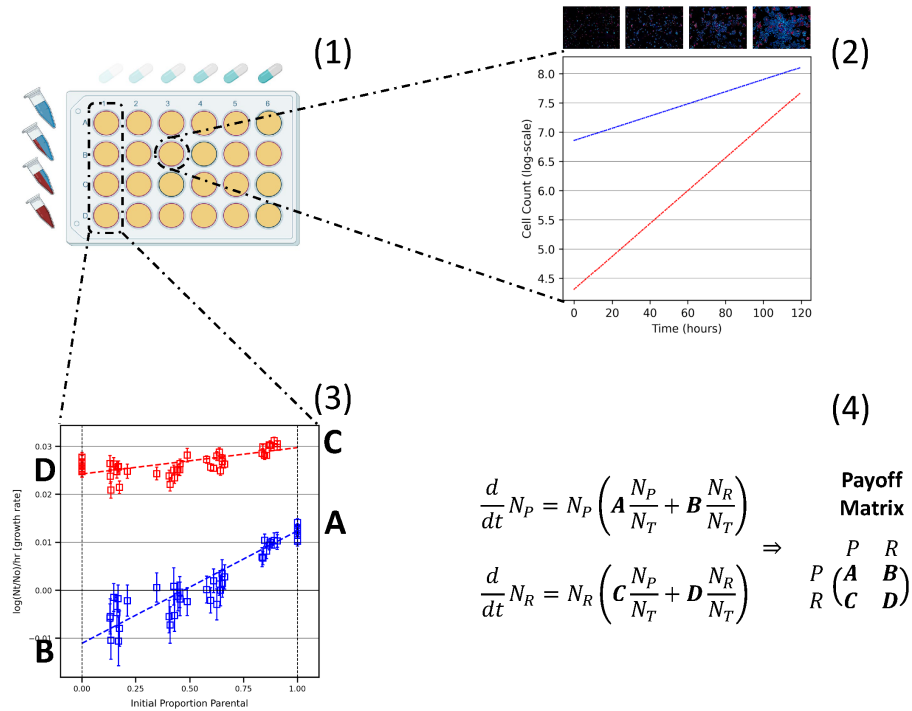 (1)
1 2 3 4 5 6
A
B
C
D
(2)
8.0
7.5
7.0
6.5
6.0
5.5
5.0
4.5
Cell Count (log-scale)
0 20 40 60 80 100 120
Time (hours)
(3)
C
D
A
B
0.03
0.02
0.01
0.00
−0.01
log(Nt/No)/hr [growth rate]
0.00 0.25 0.50 0.75 1.00
Initial Proportion Parental
(4)
d/dt N_P = N_P (A N_P/N_T + B N_R/N_T)
⇒
d/dt N_R = N_R (C N_P/N_T + D N_R/N_T)
Payoff
Matrix
P R
P (A B
R C D)